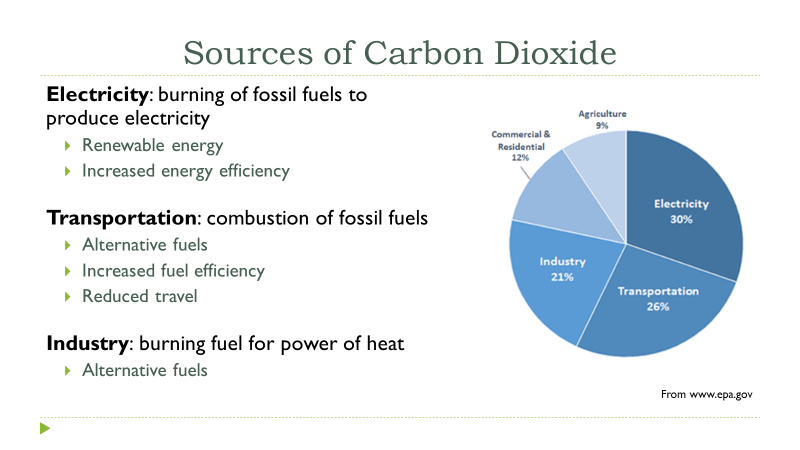 Sources of Carbon Dioxide
Electricity: burning of fossil fuels to
produce electricity
Renewable energy
Increased energy efficiency
Transportation: combustion of fossil fuels
Alternative fuels
Increased fuel efficiency
Reduced travel
Industry: burning fuel for power of heat
Alternative fuels
Agriculture
9%
Commercial &
Residential
12%
Electricity
30%
Industry
21%
Transportation
26%
From www.epa.gov